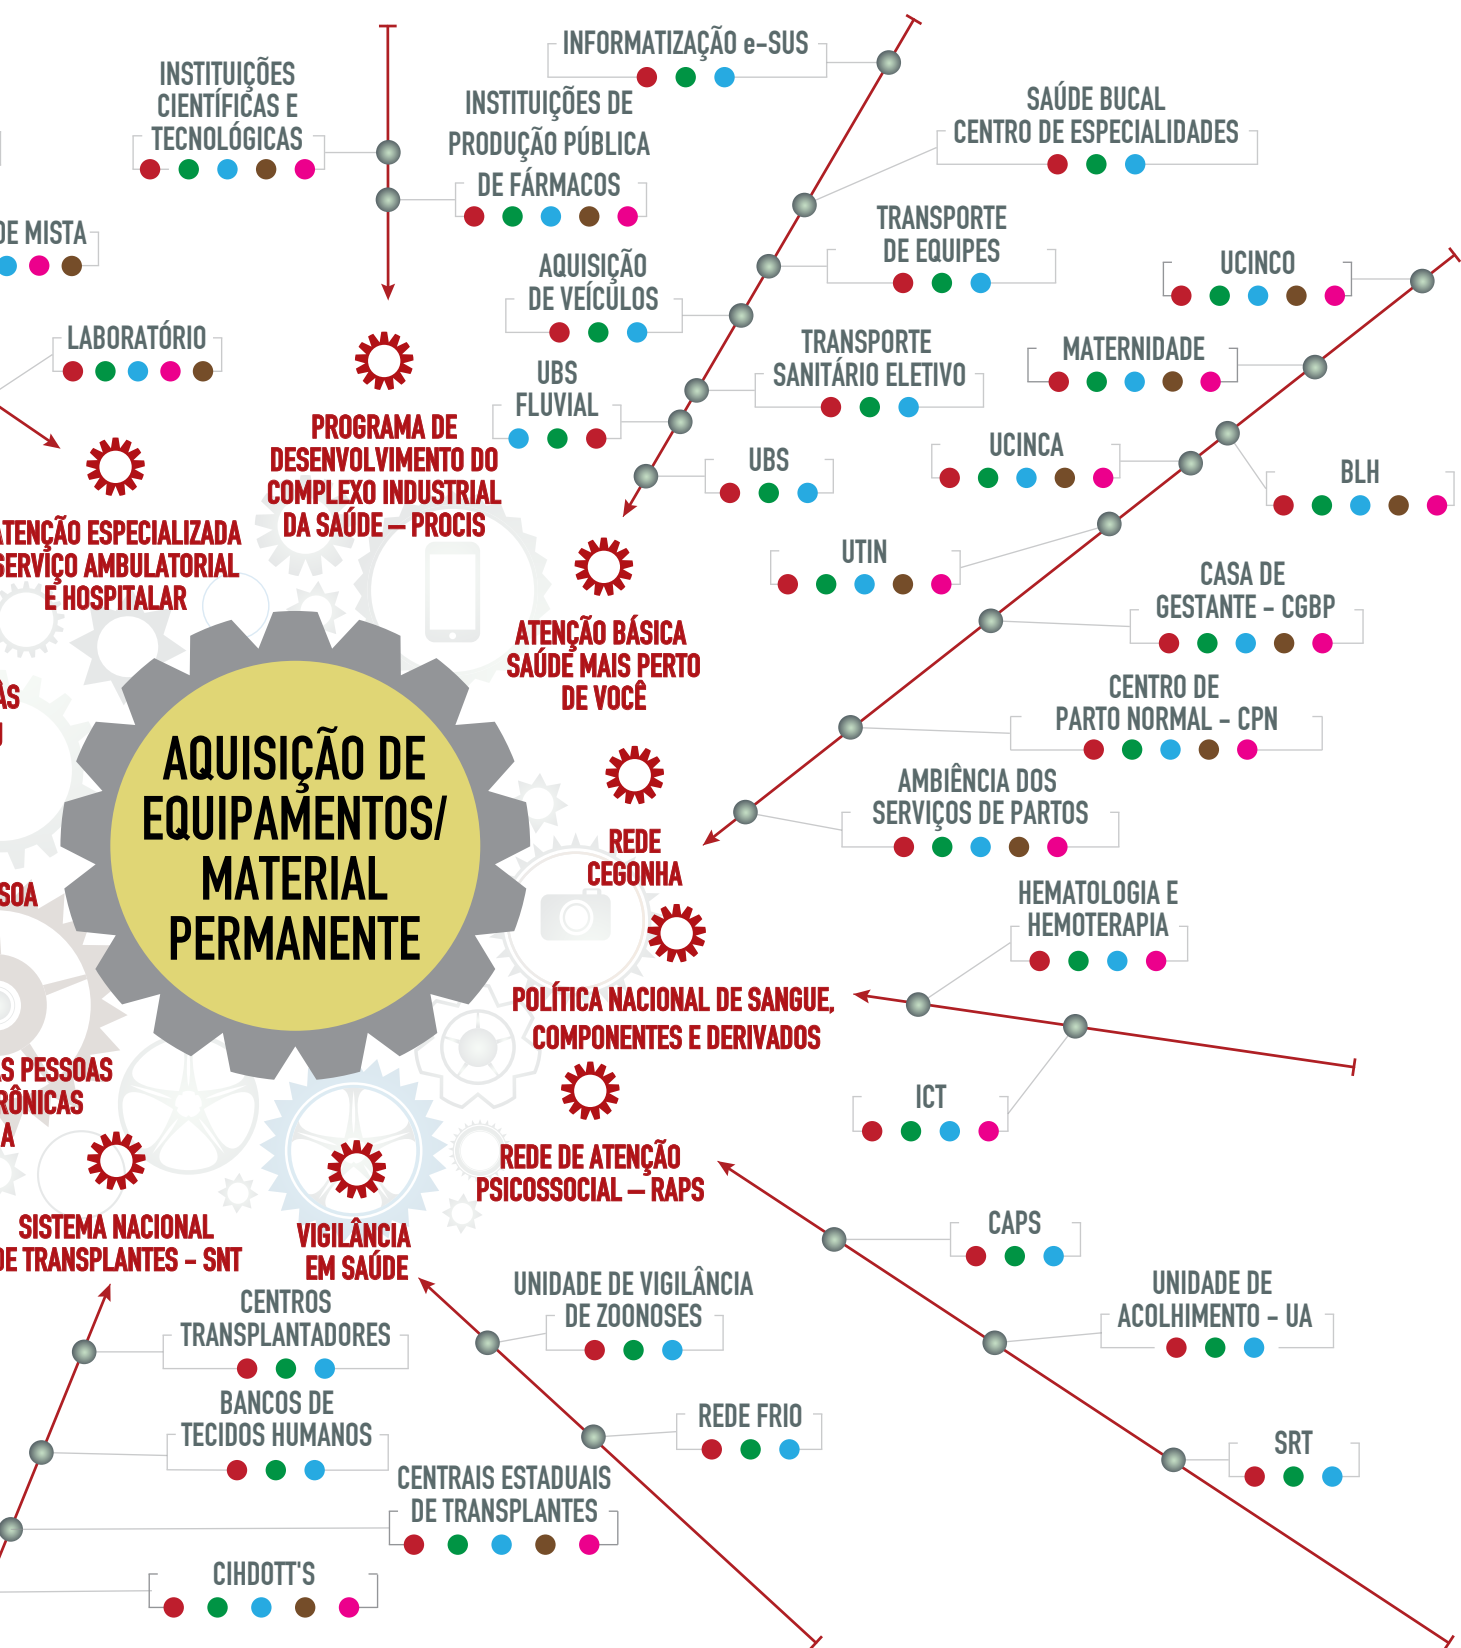 INFORMATIZAÇÃO e-SUS
INSTITUIÇÕES
CIENTÍFICAS E
TECNOLÓGICAS
INSTITUIÇÕES DE
PRODUÇÃO PÚBLICA
DE FÁRMACOS
SAÚDE BUCAL
CENTRO DE ESPECIALIDADES
DE MISTA
TRANSPORTE
DE EQUIPES
AQUISIÇÃO
DE VEÍCULOS
UCINCO
LABORATÓRIO
TRANSPORTE
SANITÁRIO ELETIVO
MATERNIDADE
UBS
FLUVIAL
PROGRAMA DE
DESENVOLVIMENTO DO
COMPLEXO INDUSTRIAL
DA SAÚDE – PROCIS
UBS
UCINCA
BLH
ATENÇÃO ESPECIALIZADA
SERVIÇO AMBULATORIAL
E HOSPITALAR
UTIN
CASA DE
GESTANTE - CGBP
ATENÇÃO BÁSICA
SAÚDE MAIS PERTO
DE VOCÊ
ÀS
CENTRO DE
PARTO NORMAL - CPN
AQUISIÇÃO DE
EQUIPAMENTOS/
MATERIAL
PERMANENTE
AMBIÊNCIA DOS
SERVIÇOS DE PARTOS
REDE
CEGONHA
SOA
HEMATOLOGIA E
HEMOTERAPIA
POLÍTICA NACIONAL DE SANGUE,
COMPONENTES E DERIVADOS
AS PESSOAS
RÔNICAS
A
ICT
REDE DE ATENÇÃO
PSICOSSOCIAL – RAPS
SISTEMA NACIONAL
DE TRANSPLANTES - SNT
VIGILÂNCIA
EM SAÚDE
CAPS
UNIDADE DE VIGILÂNCIA
DE ZOONOSES
UNIDADE DE
ACOLHIMENTO - UA
CENTROS
TRANSPLANTADORES
BANCOS DE
TECIDOS HUMANOS
REDE FRIO
SRT
CENTRAIS ESTADUAIS
DE TRANSPLANTES
CIHDOTT'S